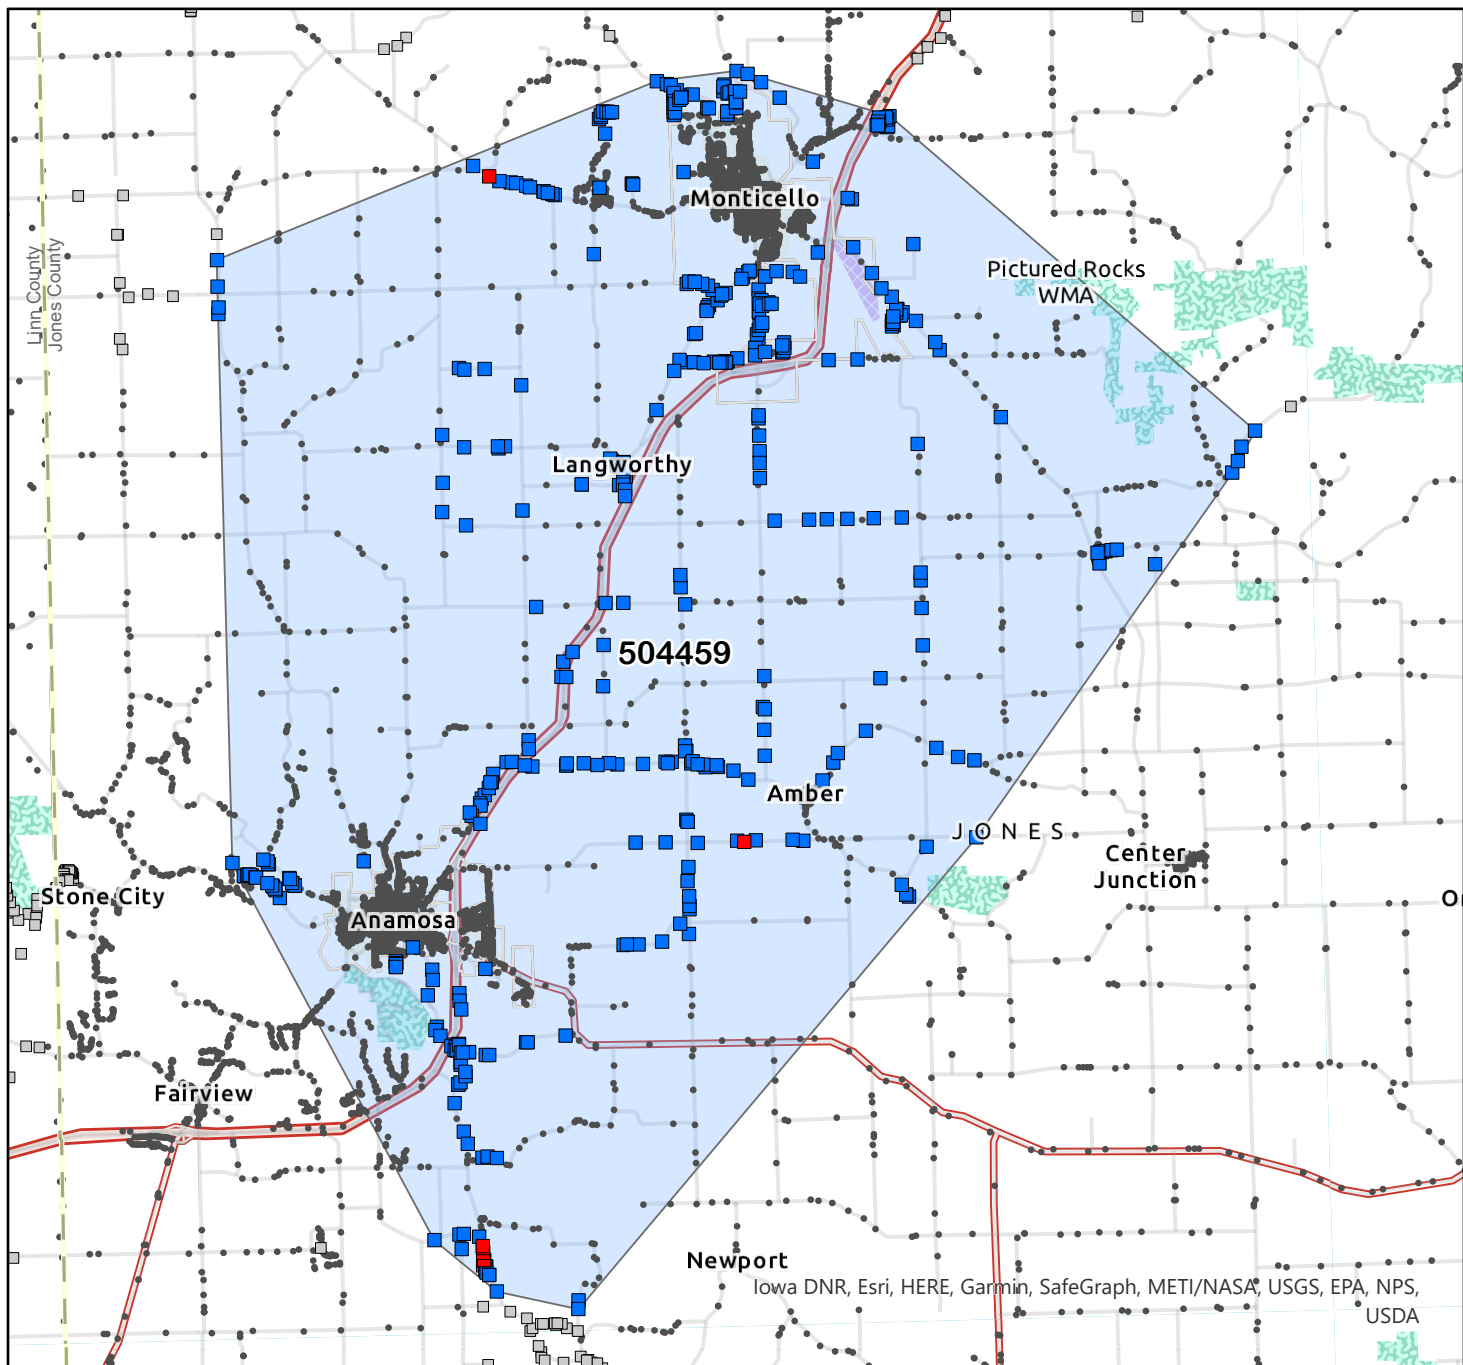 Monticello
Pictured Rocks
WMA
Linn County
Jones County
Langworthy
504459
Amber
JONES
Center
Junction
Stone City
Anamosa
Fairview
Newport
Iowa DNR, Esri, HERE, Garmin, SafeGraph, METI/NASA, USGS, EPA, NPS,
USDA